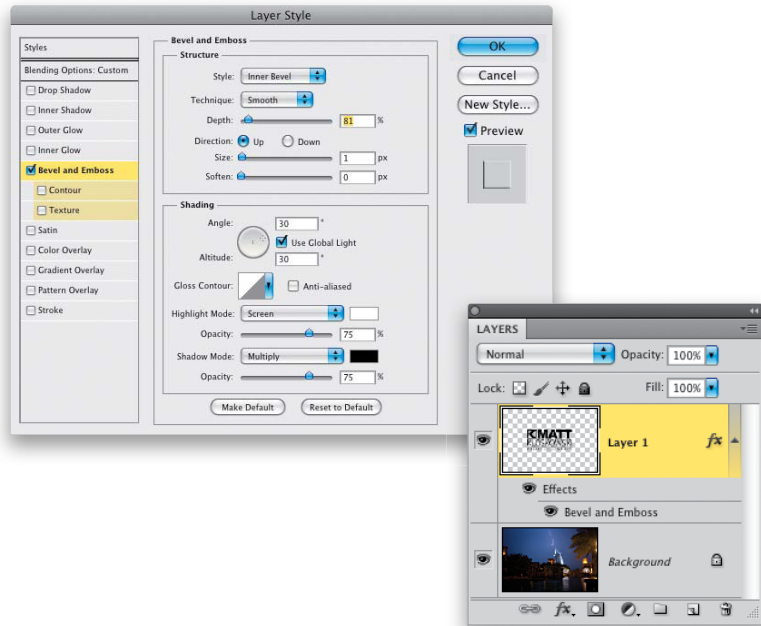 Layer Style
Styles
Blending Options: Custom
Drop Shadow
Inner Shadow
Outer Glow
Inner Glow
Bevel and Emboss
Contour
Texture
Satin
Color Overlay
Gradient Overlay
Pattern Overlay
Stroke
Bevel and Emboss
Structure
Style: Inner Bevel
Technique: Smooth
Depth: 81 %
Direction: Up Down
Size: 1 px
Soften: 0 px
Shading
Angle: 30 °
Use Global Light
Altitude: 30 °
Gloss Contour: Anti-aliased
Highlight Mode: Screen
Opacity: 75 %
Shadow Mode: Multiply
Opacity: 75 %
Make Default Reset to Default
OK
Cancel
New Style...
Preview
LAYERS
Normal Opacity: 100%
Lock: Fill: 100%
MATT
Layer 1 fx
Effects
Bevel and Emboss
Background
fx.